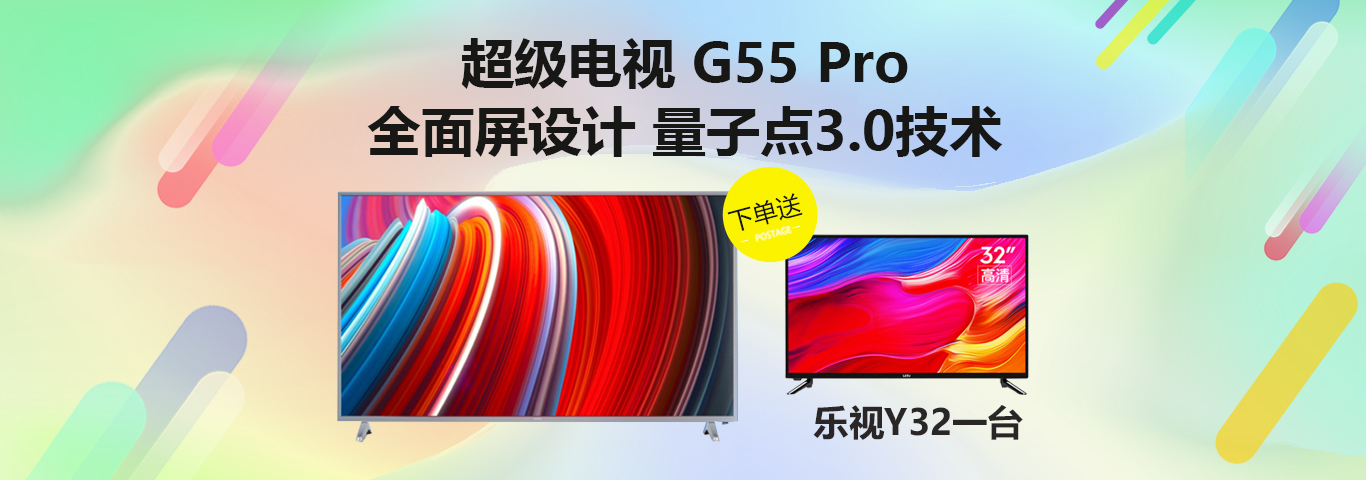 超级电视 G55 Pro
全面屏设计 量子点3.0技术
下单送
POSTAGE
32"
高清
乐视Y32一台